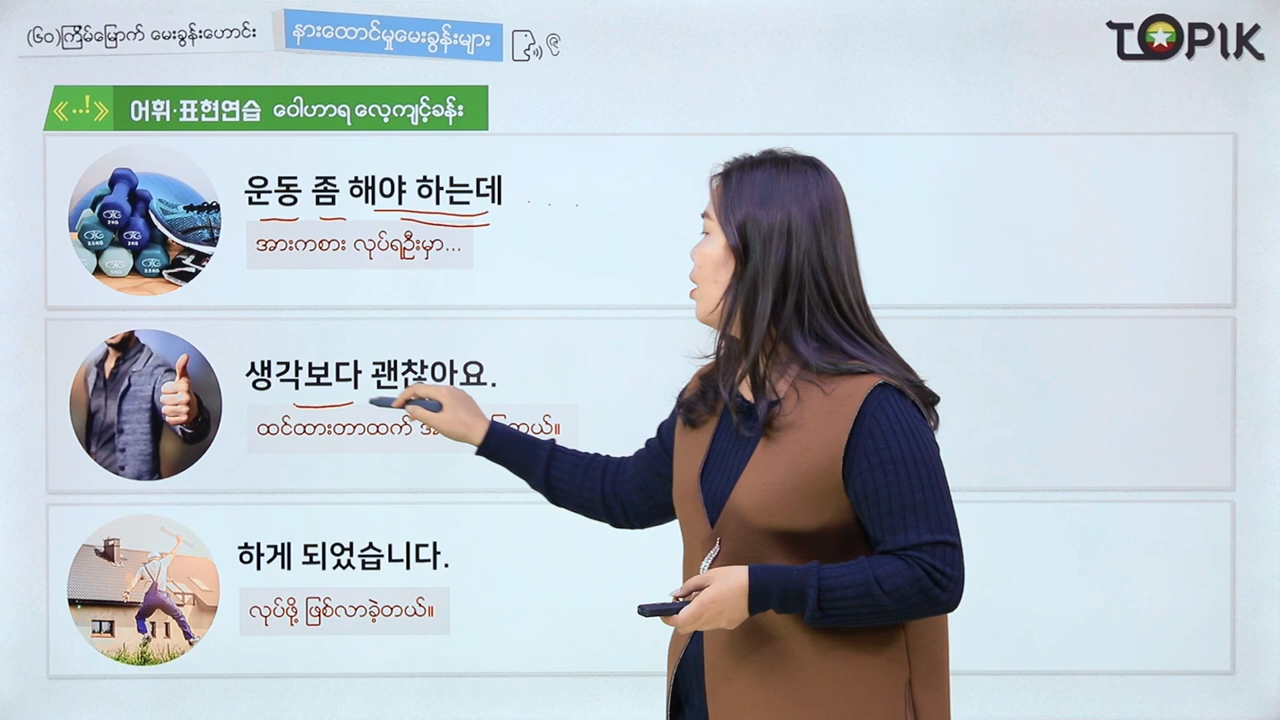 (၆၀)ကြိမ်မြောက် မေးခွန်းဟောင်း
နားထောင်မှုမေးခွန်းများ
TOPIK
어휘·표현연습 ဝေါဟာရ လေ့ကျင့်ခန်း
운동 좀 해야 하는데 . . .
အားကစား လုပ်ရဦးမှာ...
생각보다 괜찮아요.
ထင်ထားတာထက်
하게 되었습니다.
လုပ်ဖို့ ဖြစ်လာခဲ့တယ်။